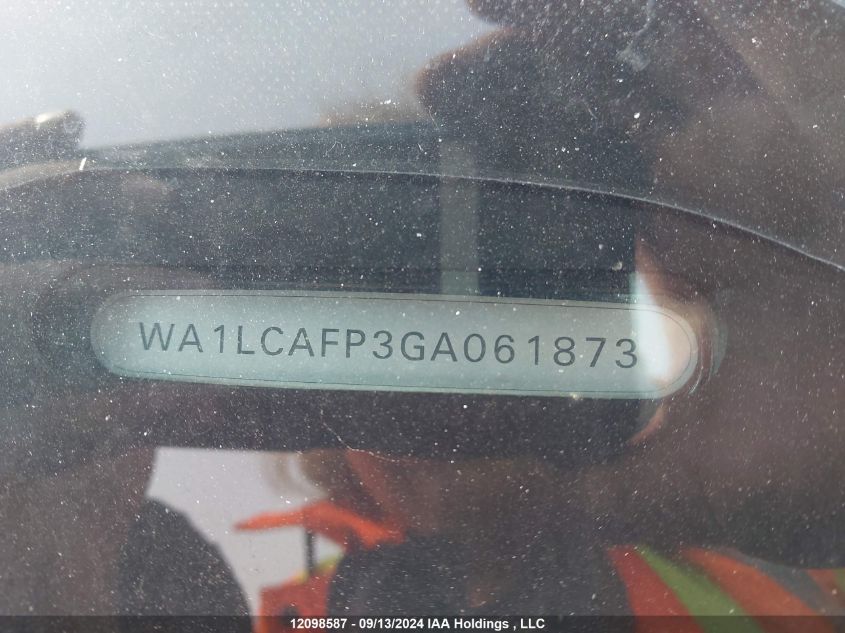 WA1LCAFP3GA061873
12098587 - 09/13/2024 IAA Holdings , LLC